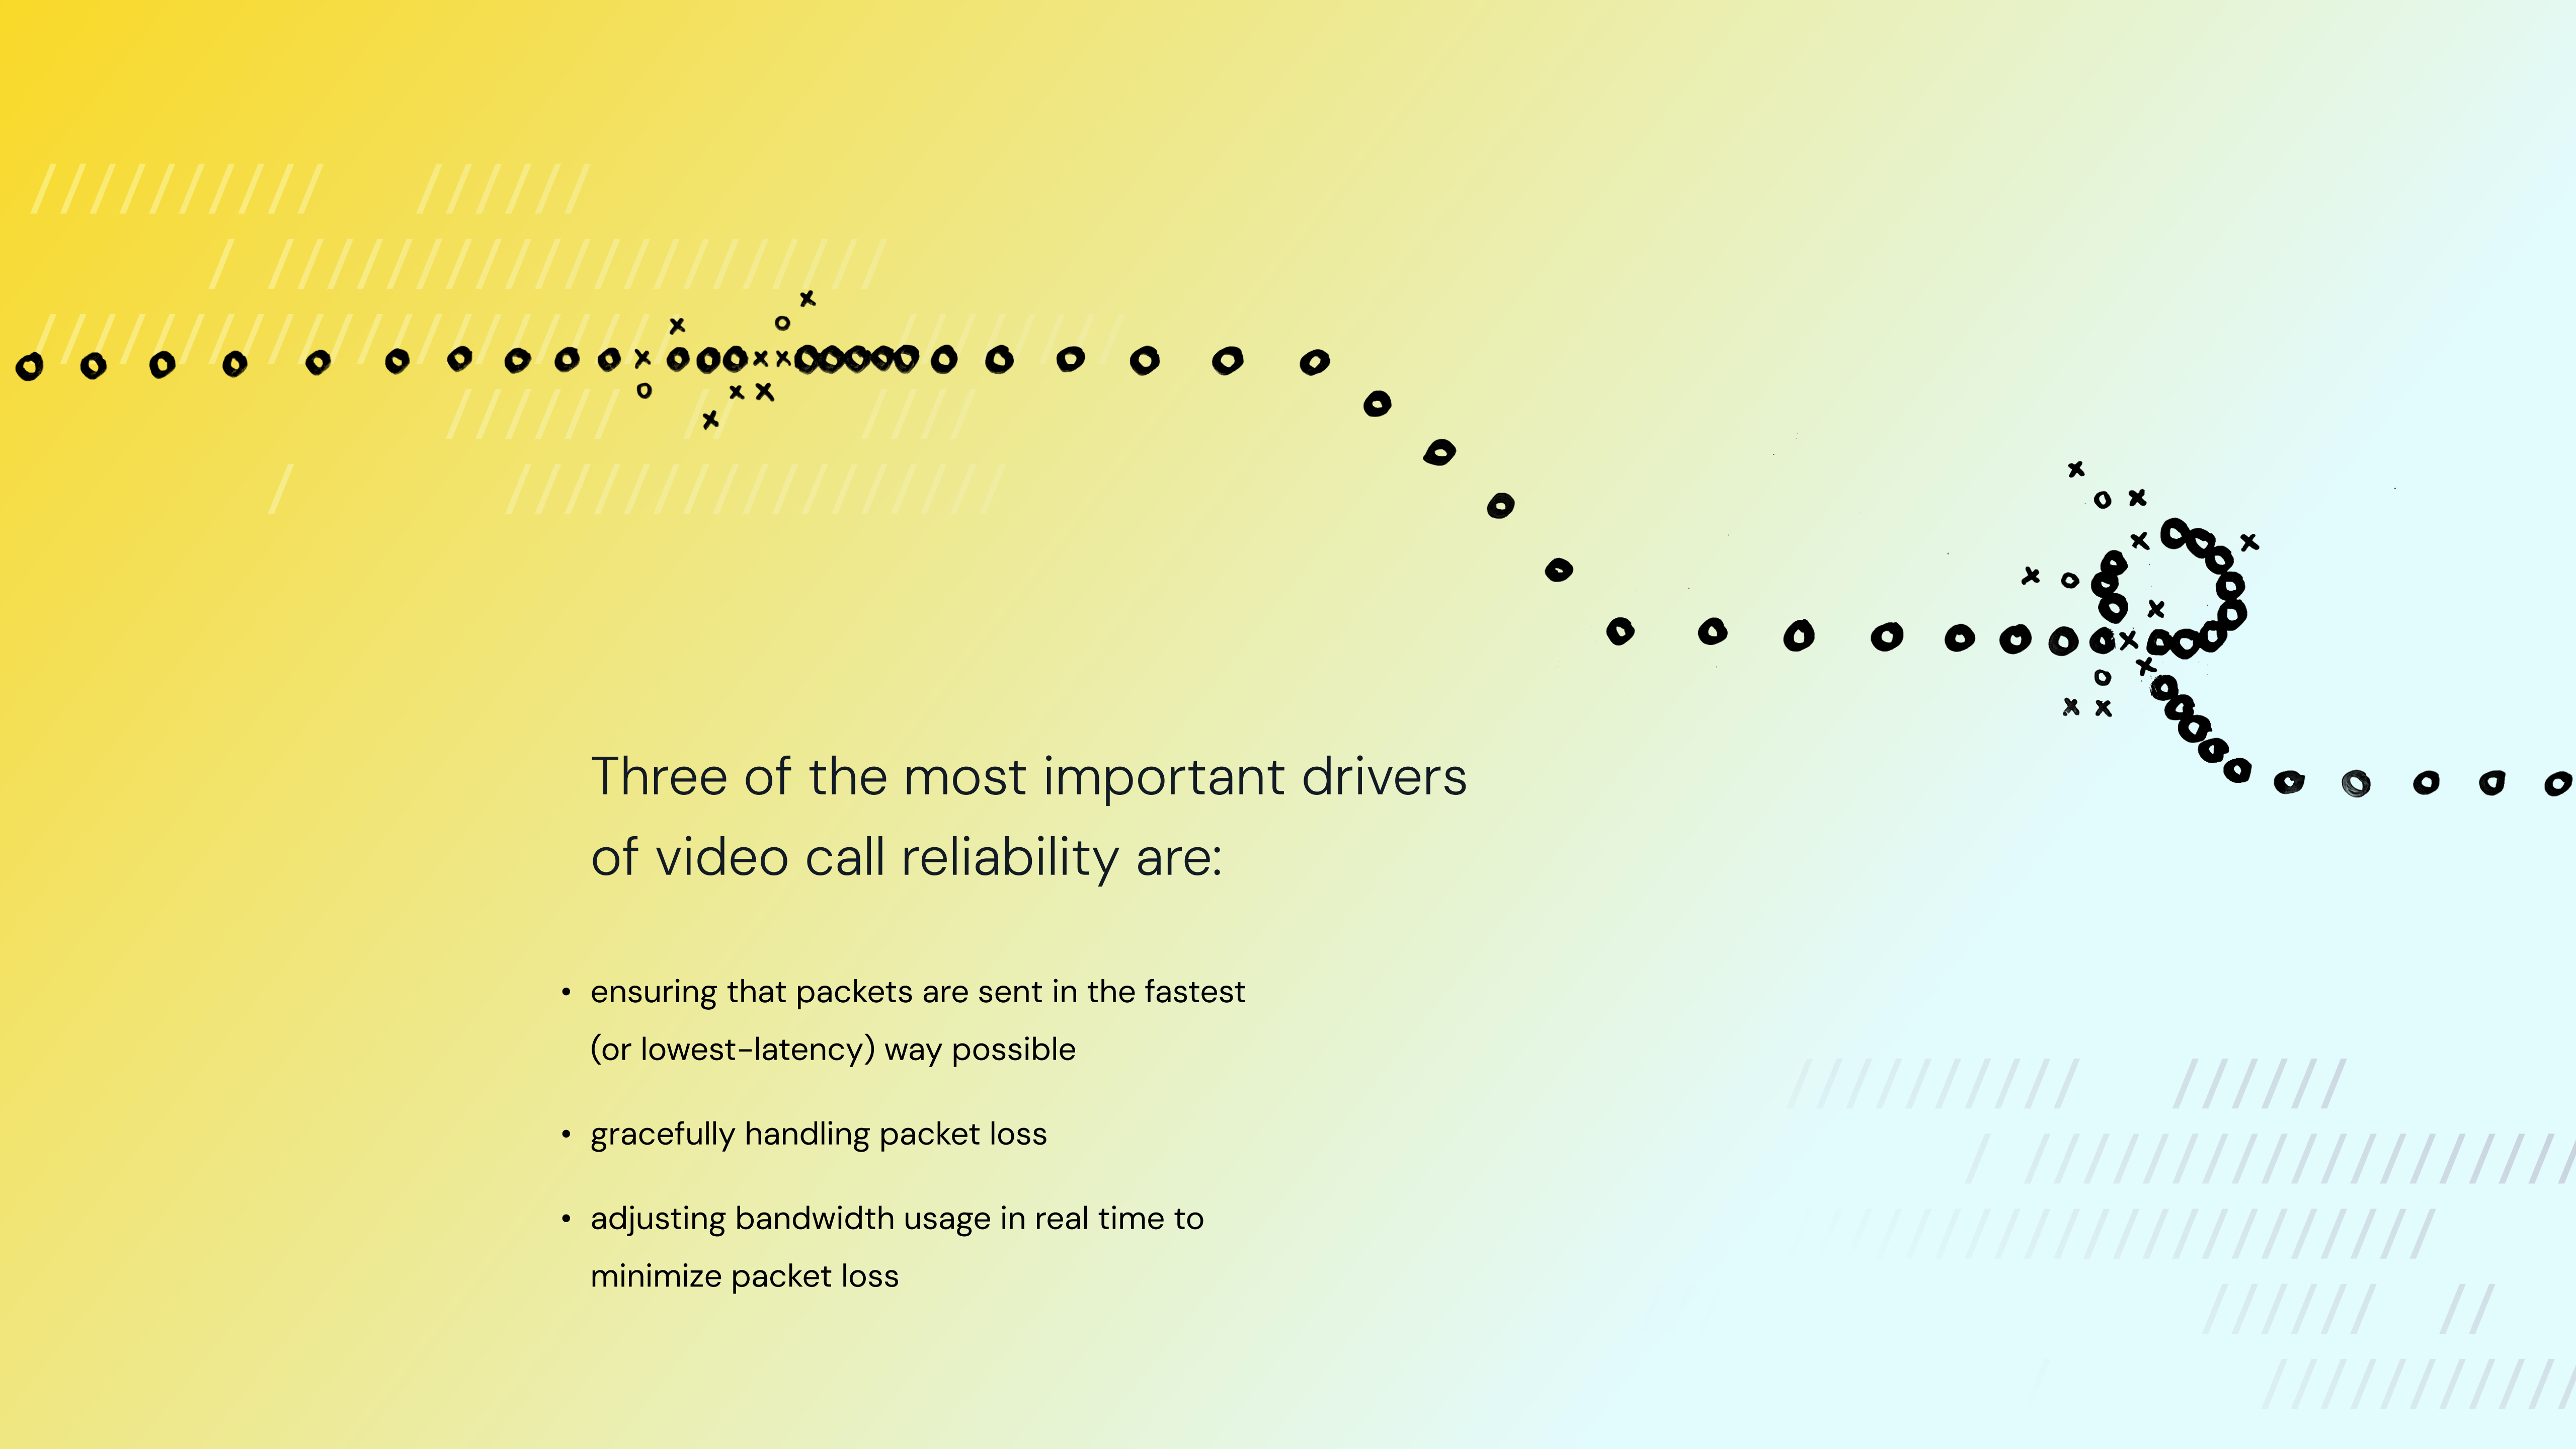 Three of the most important drivers
of video call reliability are:
• ensuring that packets are sent in the fastest
(or lowest-latency) way possible
• gracefully handling packet loss
• adjusting bandwidth usage in real time to
minimize packet loss